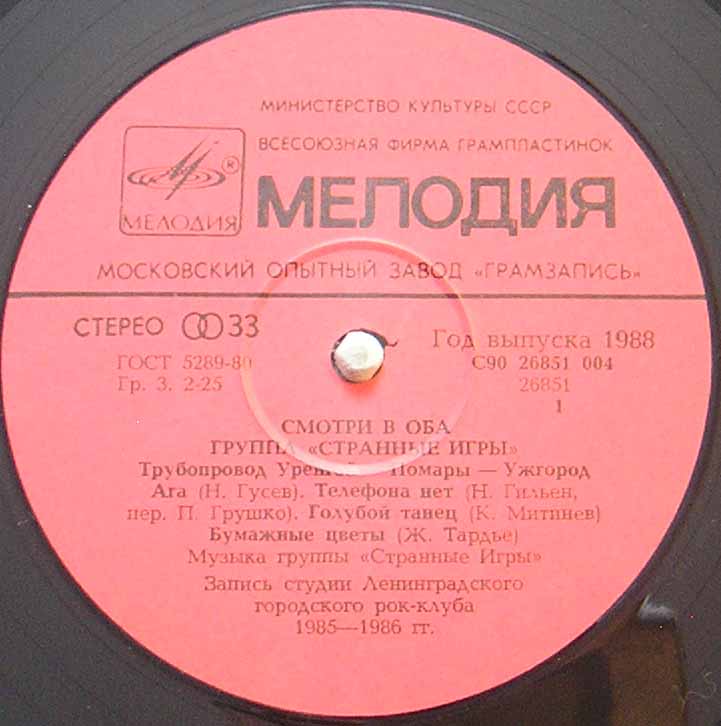 МИНИСТЕРСТВО КУЛЬТУРЫ СССР
ВСЕСОЮЗНАЯ ФИРМА ГРАМПЛАСТИНОК
® МЕЛОДИЯ
МЕЛОДИЯ
МОСКОВСКИЙ ОПЫТНЫЙ ЗАВОД «ГРАМЗАПИСЬ»
СТЕРЕО 33
Год выпуска 1988
ГОСТ 5289-80
С90 26851 004
Гр. 3. 2-25
26851
1
СМОТРИ В ОБА
ГРУППА «СТРАННЫЕ ИГРЫ»
Трубопровод Уренгой — Помары — Ужгород
Ага (Н. Гусев). Телефона нет (Н. Гильен,
пер. П. Грушко). Голубой танец (К. Митинев)
Бумажные цветы (Ж. Тардье)
Музыка группы «Странные Игры»
Запись студии Ленинградского
городского рок-клуба
1985—1986 гг.